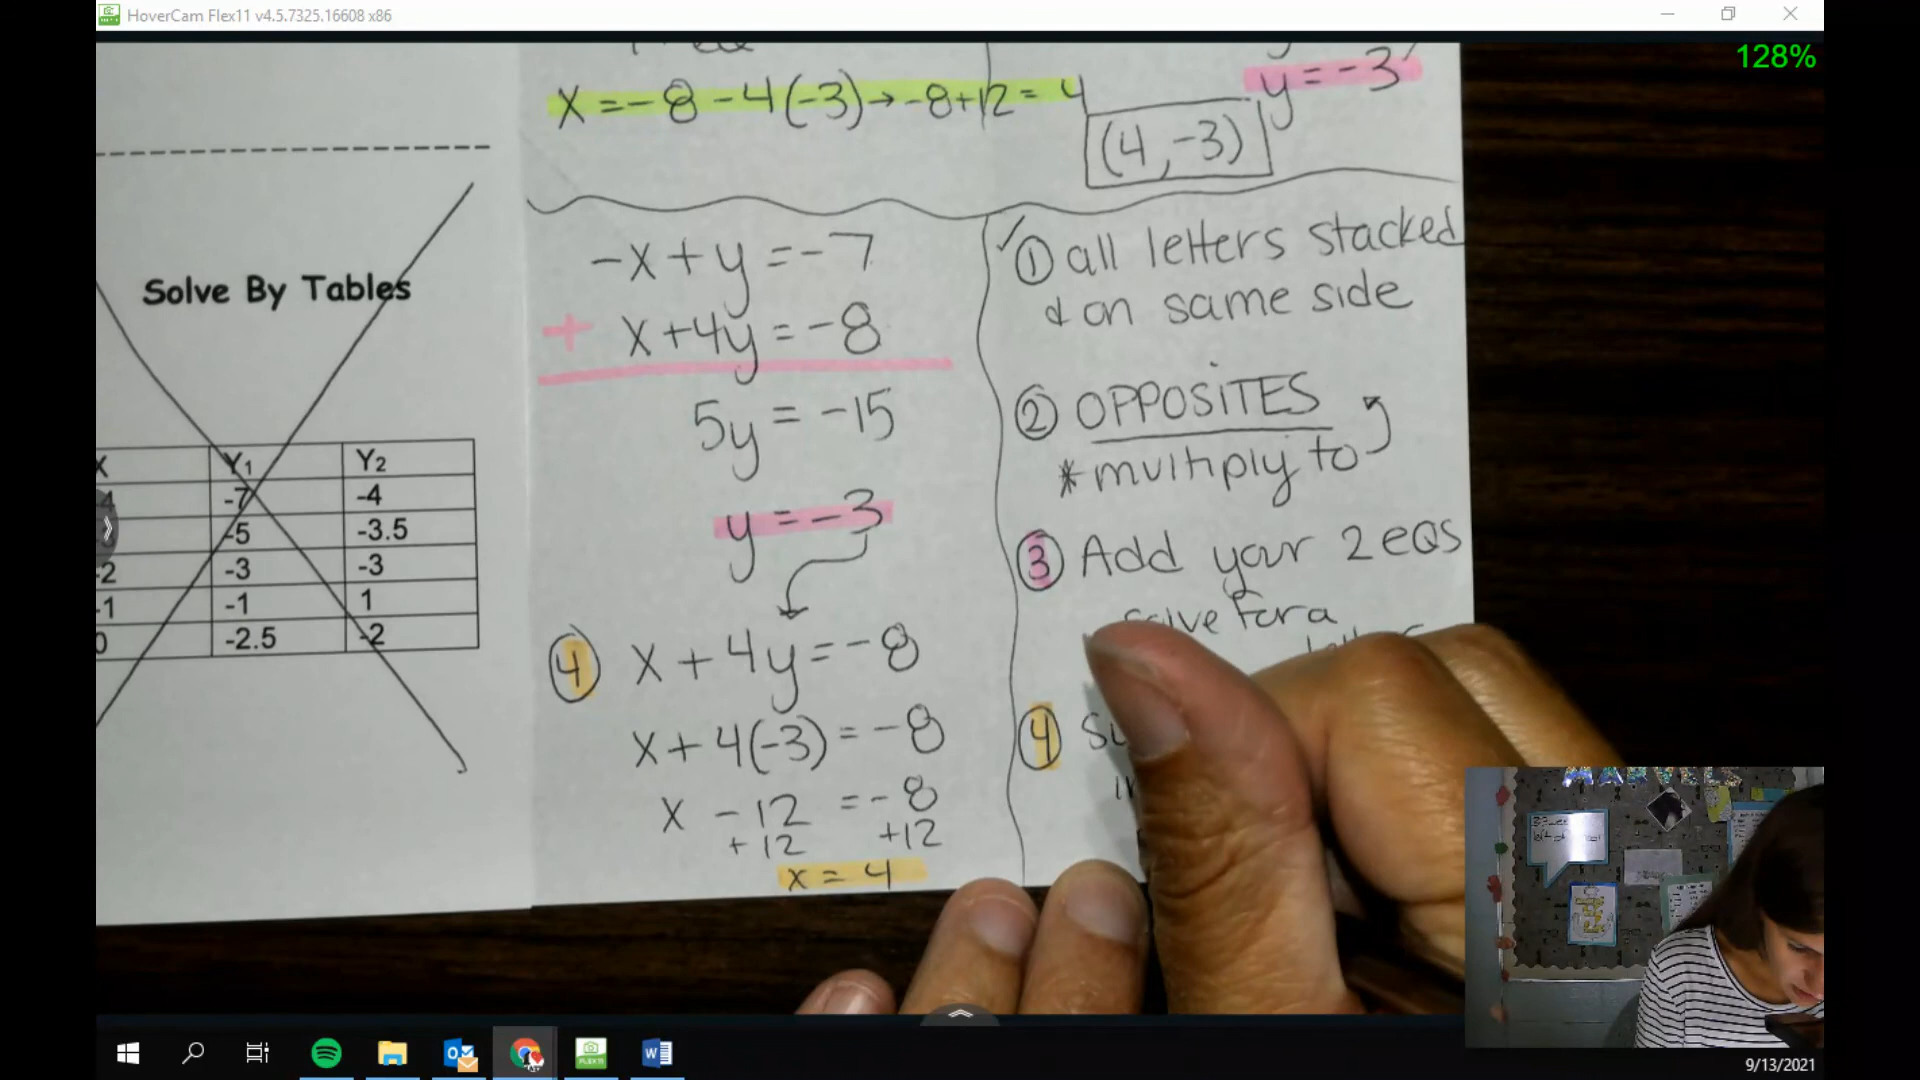 HoverCam Flex11 v4.5.7325.16608 x86
128%
x = -8 - 4(-3) → -8+12 = 4
y = -3
(4, -3)
Solve By Tables
X Y₁ Y₂
-4 -7 -4
-5 -3.5
-2 -3 -3
-1 -1 1
0 -2.5 -2
-x + y = -7
+ x + 4y = -8
5y = -15
y = -3
④ x + 4y = -8
x + 4(-3) = -8
x - 12 = -8
+12 +12
x = 4
✓① all letters stacked
& on same side
② OPPOSITES
*multiply to
③ Add your 2 eqs
solve for a
④
9/13/2021